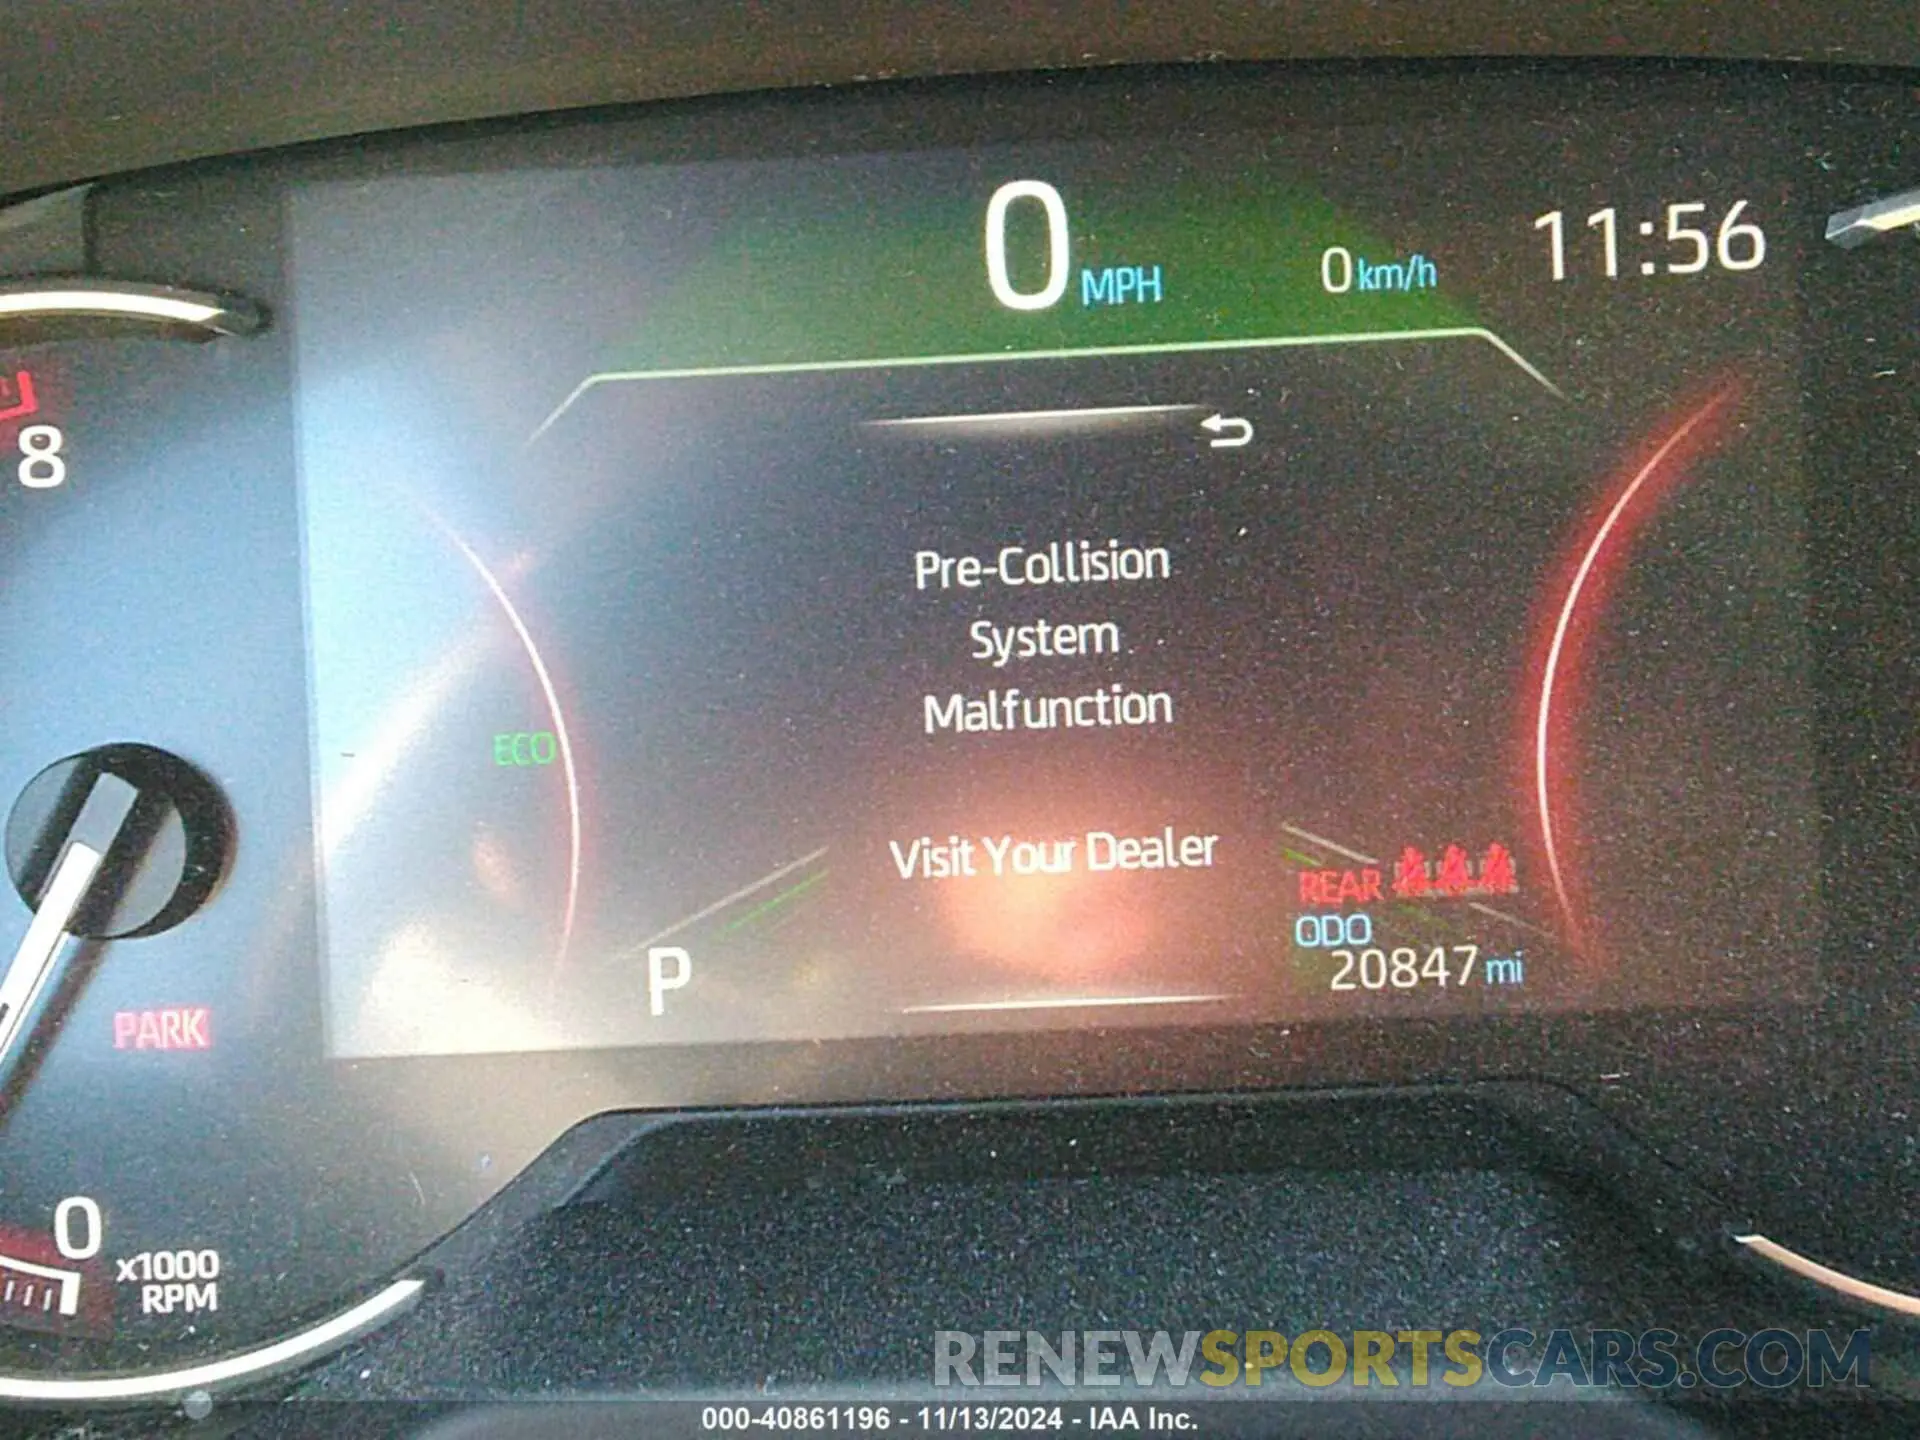 0 MPH
0 km/h
11:56
8
Pre-Collision
System
Malfunction
ECO
Visit Your Dealer
REAR
ODO
20847 mi
P
PARK
0
x1000
RPM
RENEWSPORTSCARS.COM
000-40861196 - 11/13/2024 - IAA Inc.